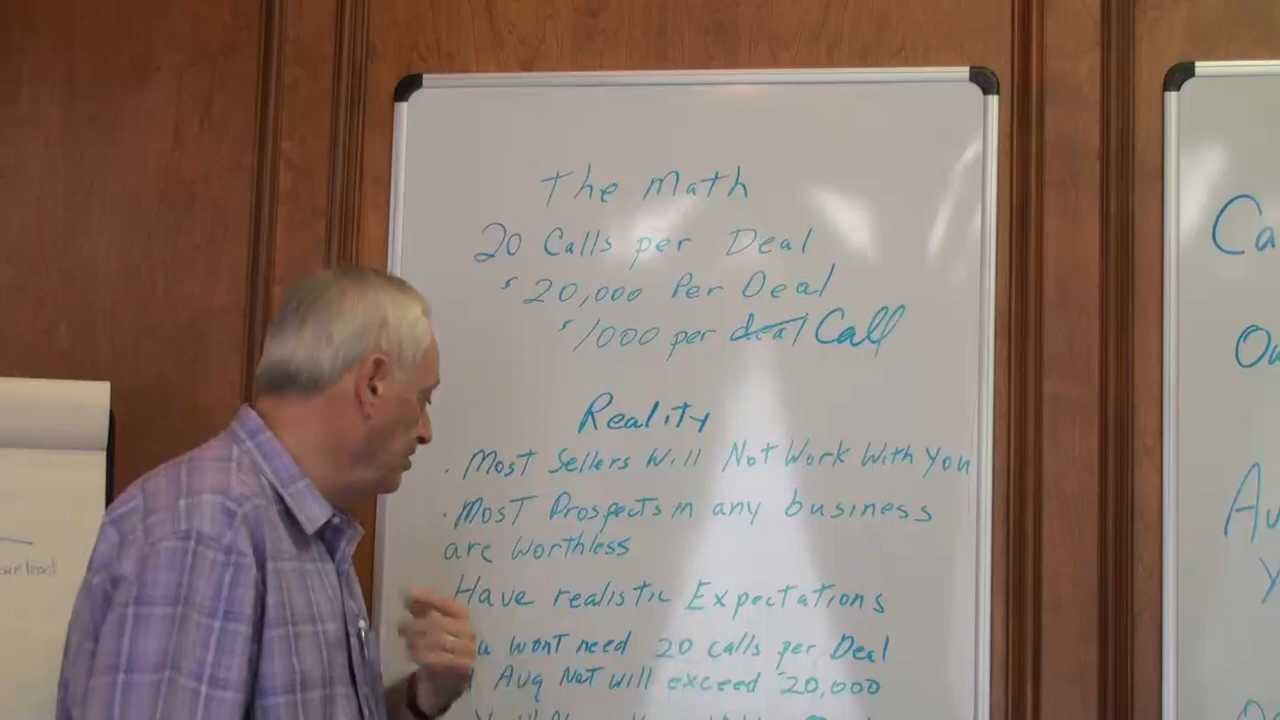 The Math
20 Calls per Deal
$20,000 Per Deal
$1000 per deal Call
Reality
. Most Sellers Will Not Work With You
. Most Prospects in any business
are Worthless
Have realistic Expectations
wont need 20 calls per Deal
Avg Net will exceed $20,000
Ca